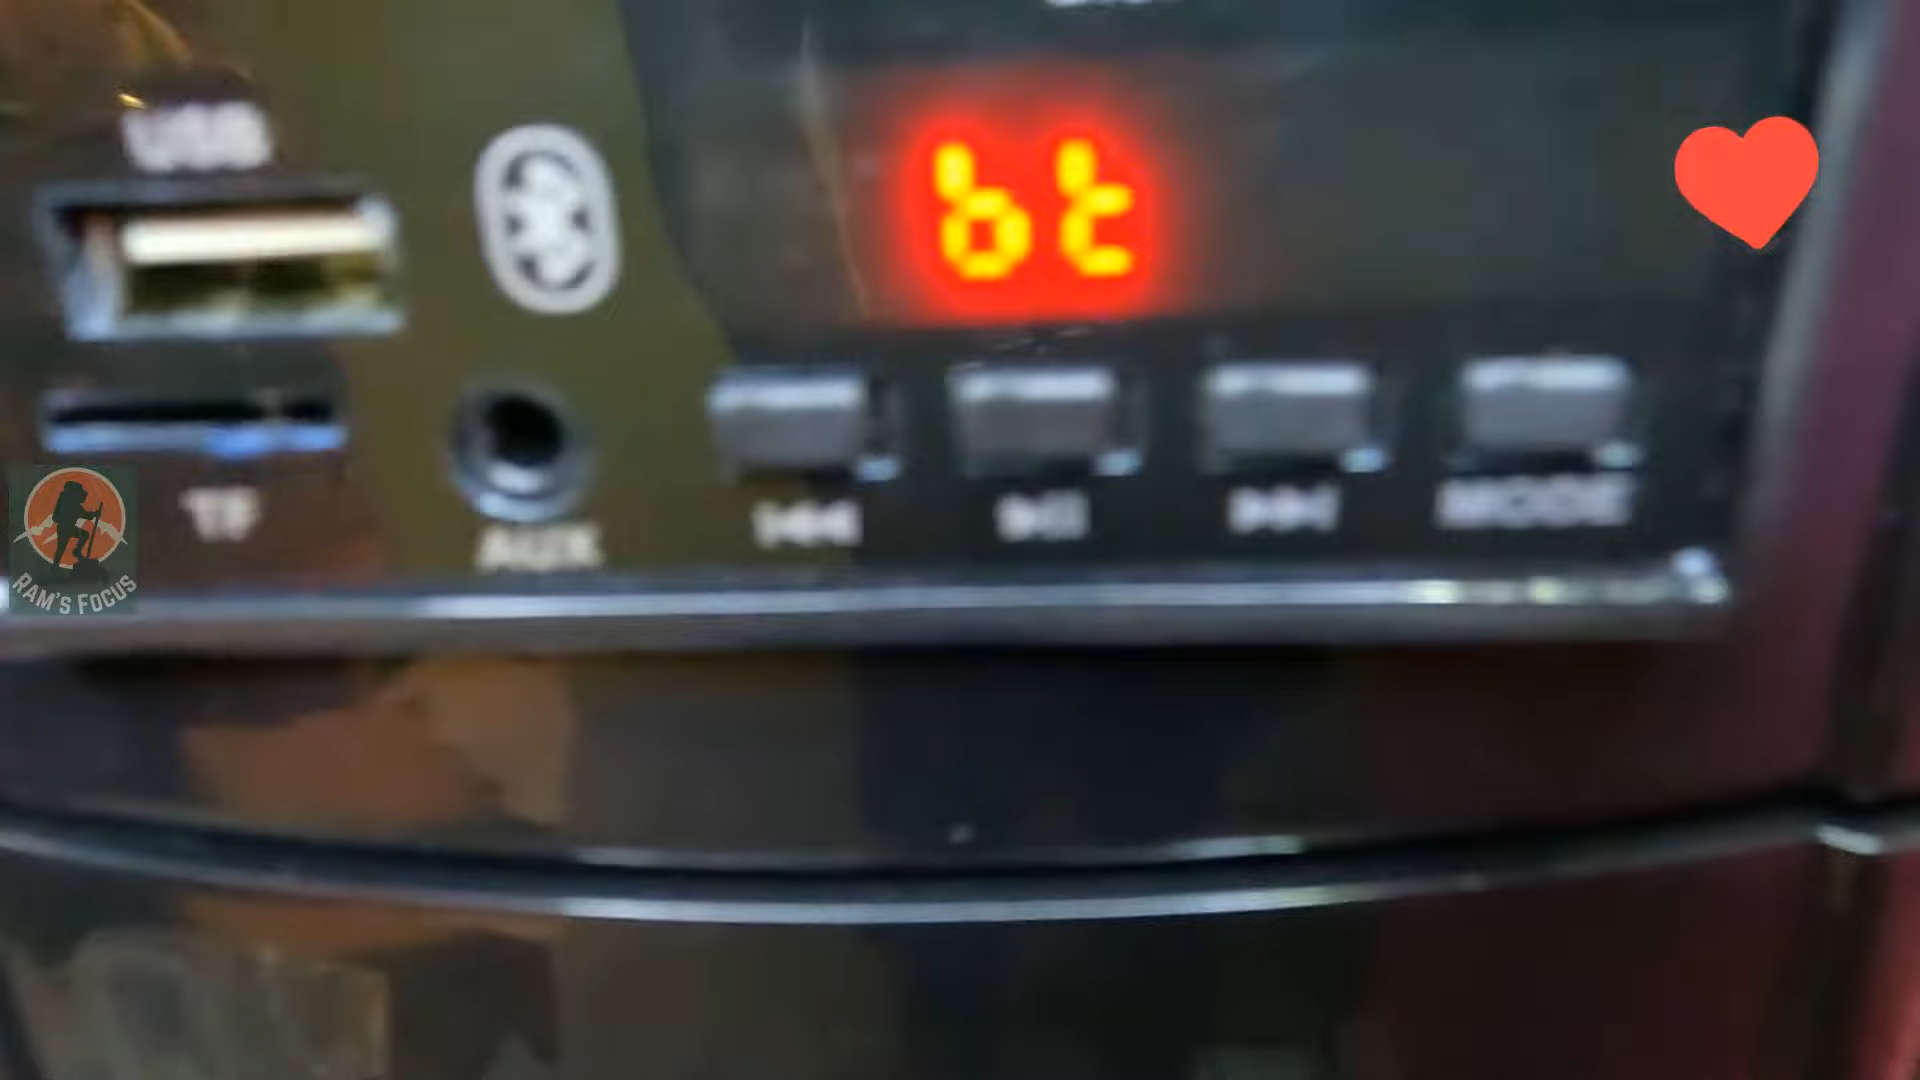 USB
bt
TF
AUX
MODE
RAM'S FOCUS